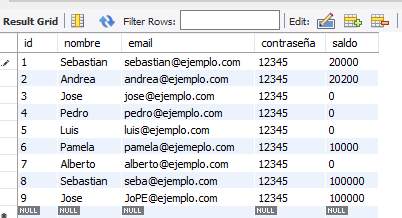 Result Grid Filter Rows: Edit:
id nombre email contraseña saldo
1 Sebastian sebastian@ejemplo.com 12345 20000
2 Andrea andrea@ejemplo.com 12345 20200
3 Jose jose@ejemplo.com 12345 0
4 Pedro pedro@ejemplo.com 12345 0
5 Luis luis@ejemplo.com 12345 0
6 Pamela pamela@ejemeplo.com 12345 10000
7 Alberto alberto@ejemplo.com 12345 0
8 Sebastian seba@ejemplo.com 12345 100000
9 Jose JoPE@ejemplo.com 12345 100000
NULL NULL NULL NULL NULL